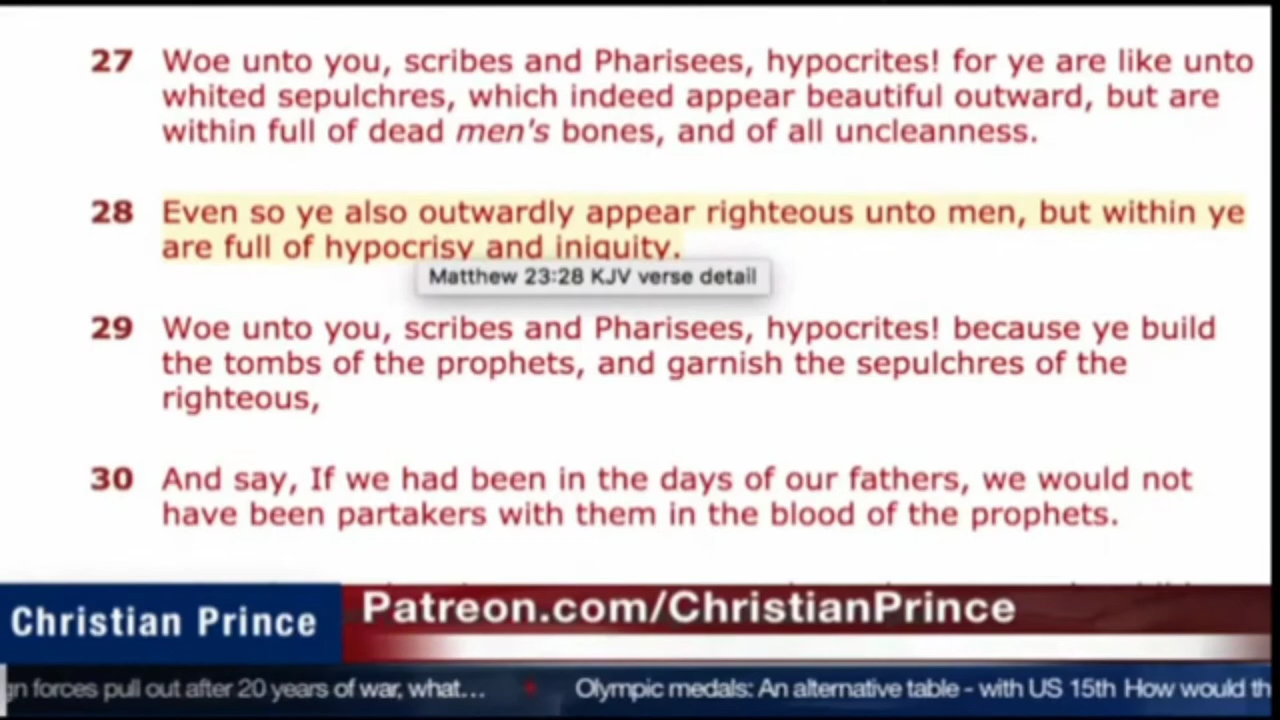 27 Woe unto you, scribes and Pharisees, hypocrites! for ye are like unto
whited sepulchres, which indeed appear beautiful outward, but are
within full of dead men's bones, and of all uncleanness.
28 Even so ye also outwardly appear righteous unto men, but within ye
are full of hypocrisy and iniquity.
Matthew 23:28 KJV verse detail
29 Woe unto you, scribes and Pharisees, hypocrites! because ye build
the tombs of the prophets, and garnish the sepulchres of the
righteous,
30 And say, If we had been in the days of our fathers, we would not
have been partakers with them in the blood of the prophets.
Christian Prince
Patreon.com/ChristianPrince
gn forces pull out after 20 years of war, what... Olympic medals: An alternative table - with US 15th How would th